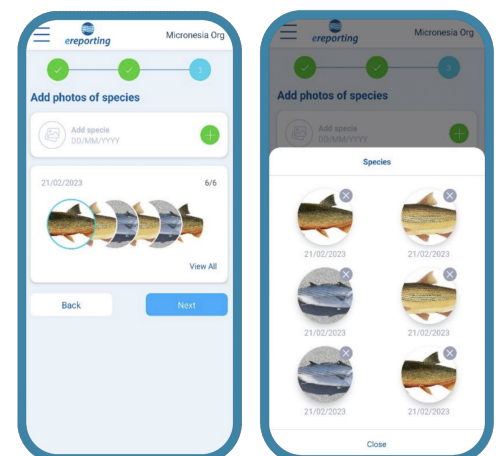 ereporting
Micronesia Org
3
Add photos of species
Add specie
DD/MM/YYYY
21/02/2023
6/6
View All
Back
Next
ereporting
Micronesia Org
3
Add photos of species
Add specie
DD/MM/YYYY
Species
21/02/2023
21/02/2023
21/02/2023
21/02/2023
21/02/2023
21/02/2023
Close